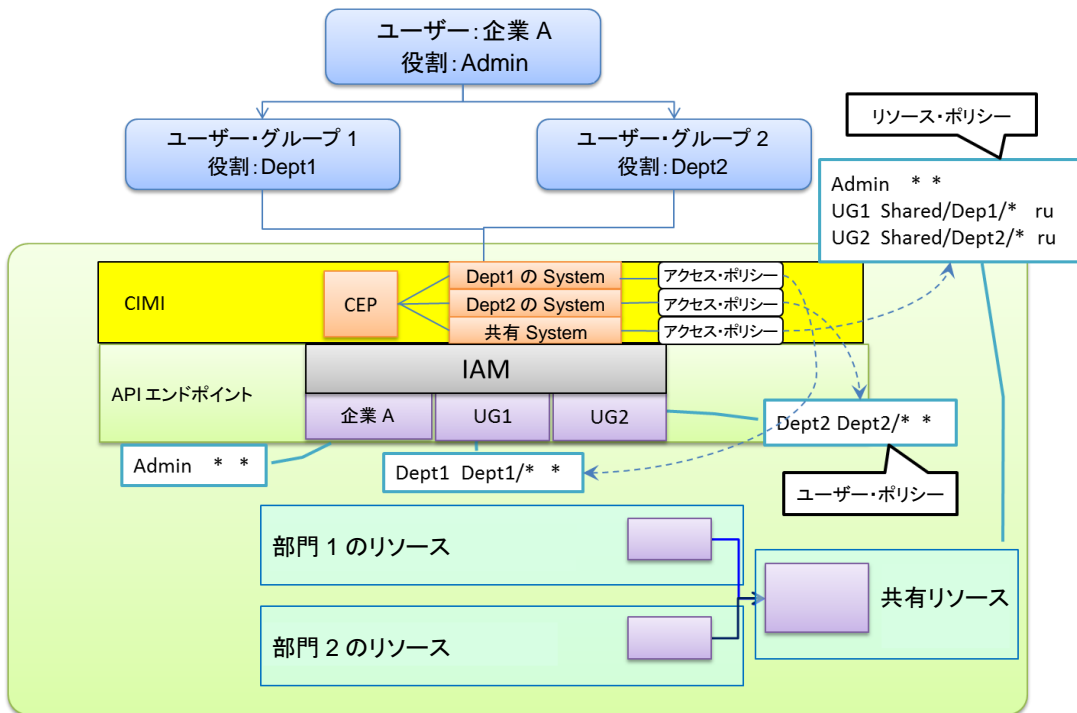 ユーザー：企業 A
役割：Admin
ユーザー・グループ 1
役割：Dept1
ユーザー・グループ 2
役割：Dept2
リソース・ポリシー
Admin * *
UG1 Shared/Dep1/* ru
UG2 Shared/Dept2/* ru
CIMI
CEP
Dept1 の System
アクセス・ポリシー
Dept2 の System
アクセス・ポリシー
共有 System
アクセス・ポリシー
IAM
API エンドポイント
企業 A
UG1
UG2
Dept2 Dept2/* *
Admin * *
Dept1 Dept1/* *
ユーザー・ポリシー
部門 1 のリソース
共有リソース
部門 2 のリソース